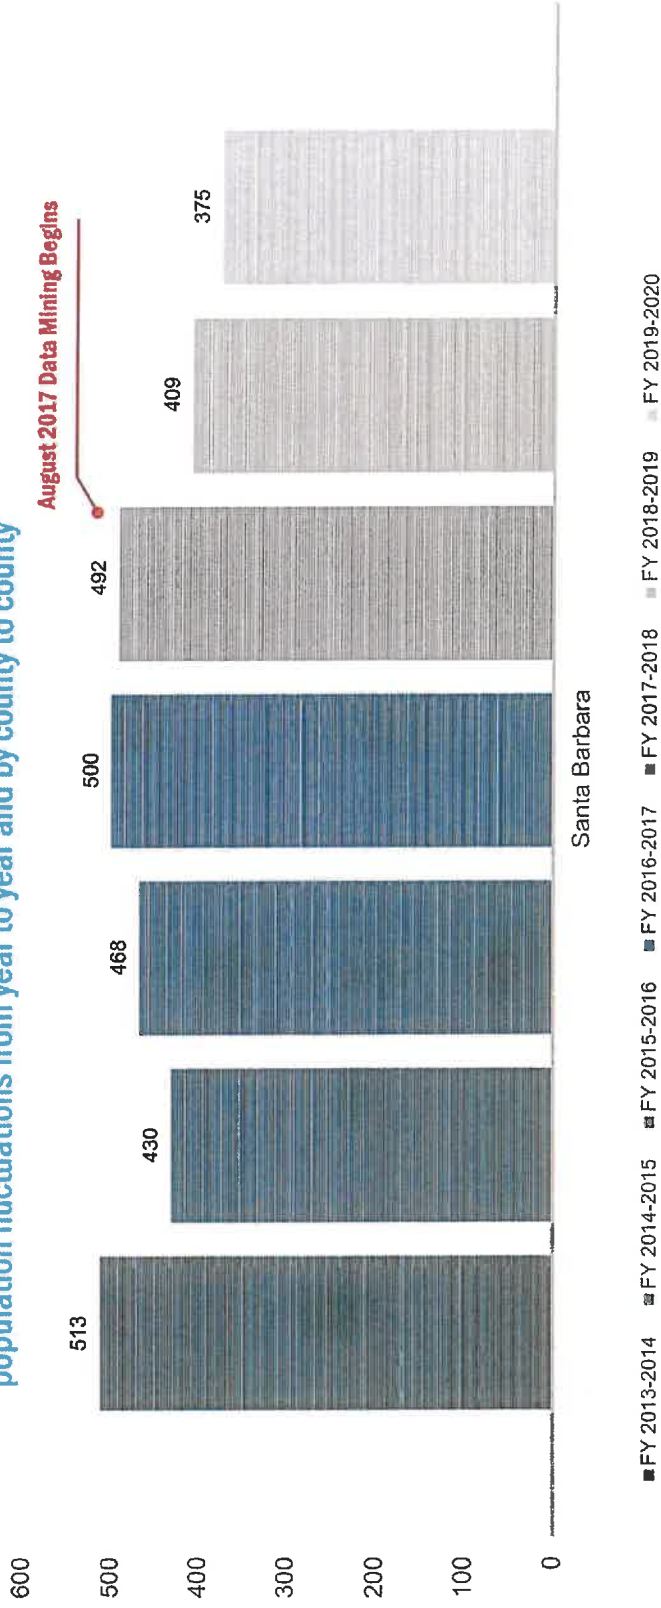 population fluctuations from year to year and by county to county
600
500
400
300
200
100
0
August 2017 Data Mining Begins
513
430
468
500
492
409
375
Santa Barbara
FY 2013-2014
FY 2014-2015
FY 2015-2016
FY 2016-2017
FY 2017-2018
FY 2018-2019
FY 2019-2020